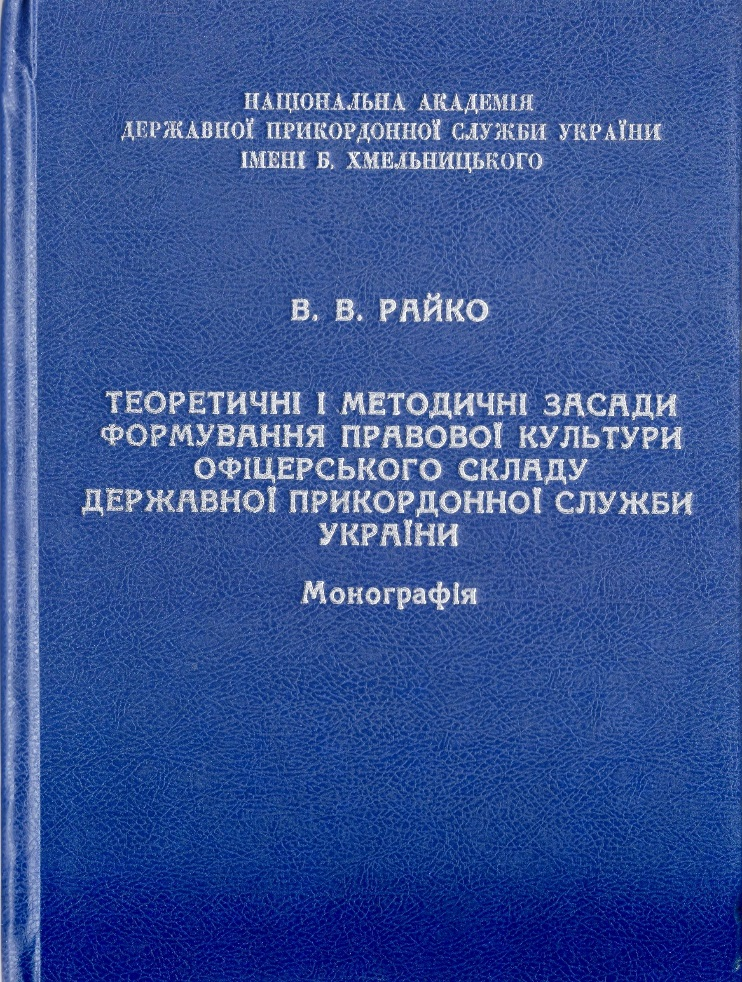 НАЦІОНАЛЬНА АКАДЕМІЯ
ДЕРЖАВНОЇ ПРИКОРДОННОЇ СЛУЖБИ УКРАЇНИ
ІМЕНІ Б. ХМЕЛЬНИЦЬКОГО
В. В. РАЙКО
ТЕОРЕТИЧНІ І МЕТОДИЧНІ ЗАСАДИ
ФОРМУВАННЯ ПРАВОВОЇ КУЛЬТУРИ
ОФІЦЕРСЬКОГО СКЛАДУ
ДЕРЖАВНОЇ ПРИКОРДОННОЇ СЛУЖБИ
УКРАЇНИ
Монографія